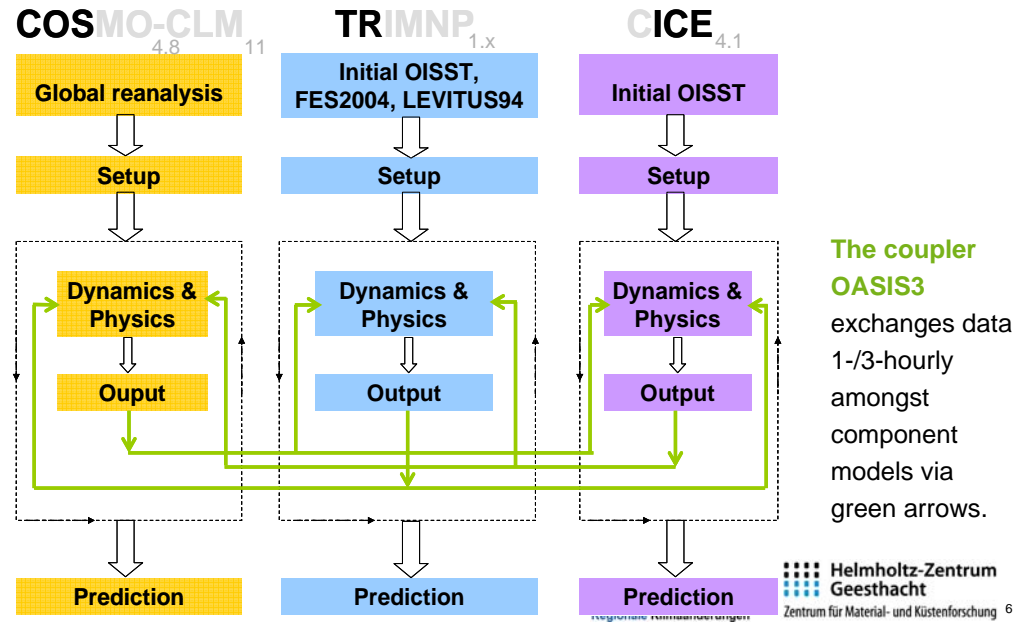 COSMO-CLM
4.8
11
TRIMNP
1.x
CICE
4.1
Global reanalysis
Initial OISST,
FES2004, LEVITUS94
Initial OISST
Setup
Setup
Setup
Dynamics &
Physics
Dynamics &
Physics
Dynamics &
Physics
Ouput
Output
Output
The coupler
OASIS3
exchanges data
1-/3-hourly
amongst
component
models via
green arrows.
Prediction
Prediction
Prediction
Regionale Klimaänderungen
Helmholtz-Zentrum
Geesthacht
Zentrum für Material- und Küstenforschung
6